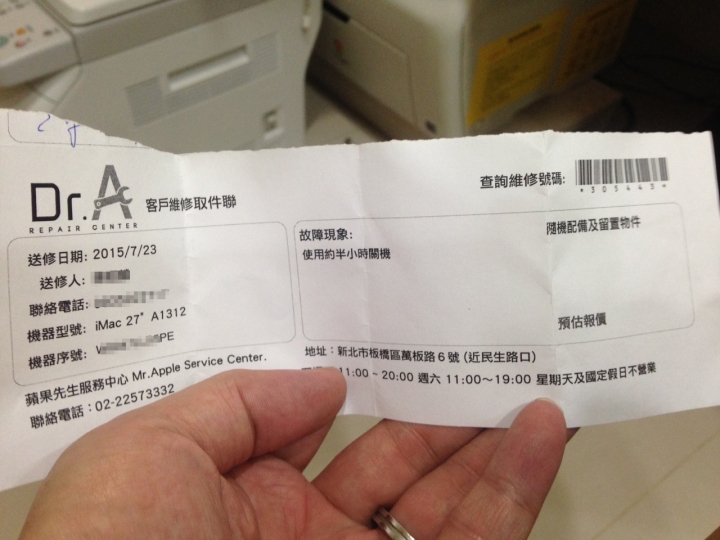 Dr.A
REPAIR CENTER
客戶維修取件聯
查詢維修號碼:
*305445*
送修日期: 2015/7/23
送修人:
聯絡電話:
機器型號: iMac 27" A1312
機器序號: PE
故障現象:
使用約半小時關機
隨機配備及留置物件
預估報價
蘋果先生服務中心 Mr.Apple Service Center.
聯絡電話：02-22573332
地址：新北市板橋區萬板路６號 (近民生路口)
11:00 ~ 20:00 週六 11:00～19:00 星期天及國定假日不營業